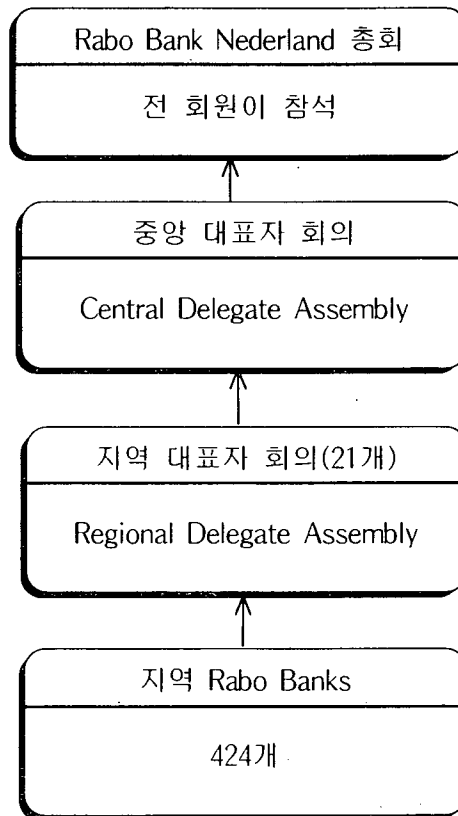 Rabo Bank Nederland 총회
전 회원이 참석
중앙 대표자 회의
Central Delegate Assembly
지역 대표자 회의(21개)
Regional Delegate Assembly
지역 Rabo Banks
424개